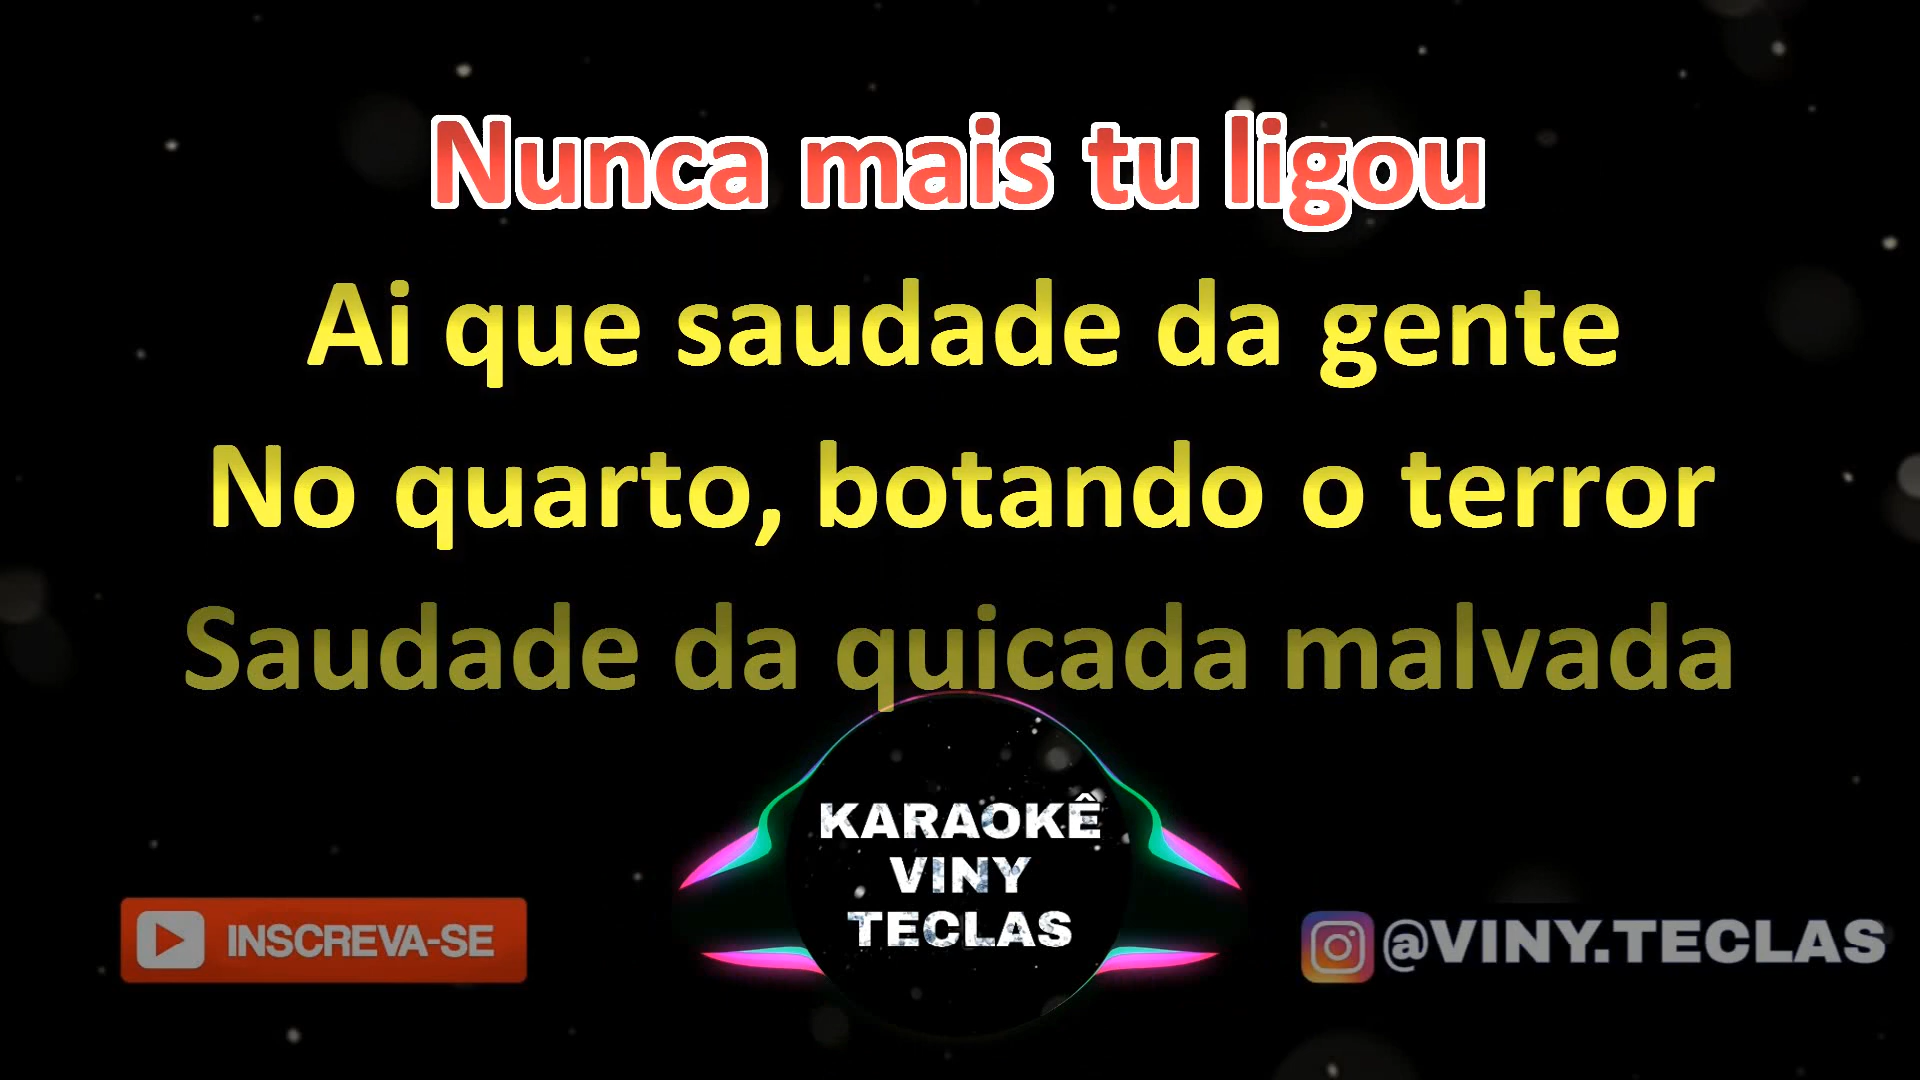 Nunca mais tu ligou
Ai que saudade da gente
No quarto, botando o terror
Saudade da quicada malvada
KARAOKÊ
VINY
TECLAS
INSCREVA-SE
@VINY.TECLAS